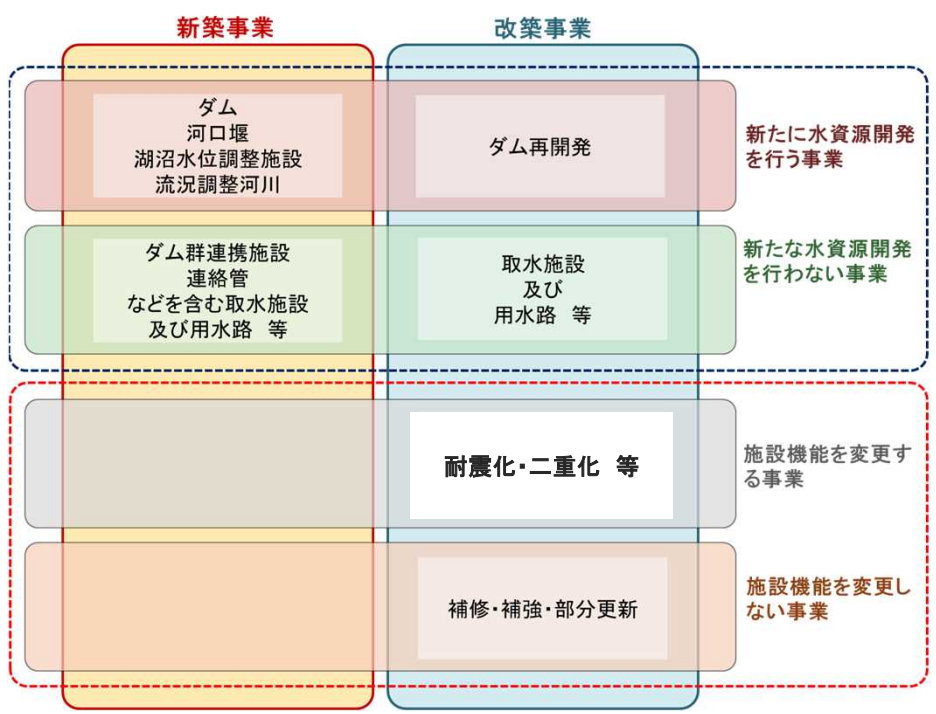 新築事業
改築事業
ダム
河口堰
湖沼水位調整施設
流況調整河川
ダム再開発
新たに水資源開発
を行う事業
ダム群連携施設
連絡管
などを含む取水施設
及び用水路　等
取水施設
及び
用水路　等
新たな水資源開発
を行わない事業
耐震化・二重化　等
施設機能を変更す
る事業
補修・補強・部分更新
施設機能を変更し
ない事業